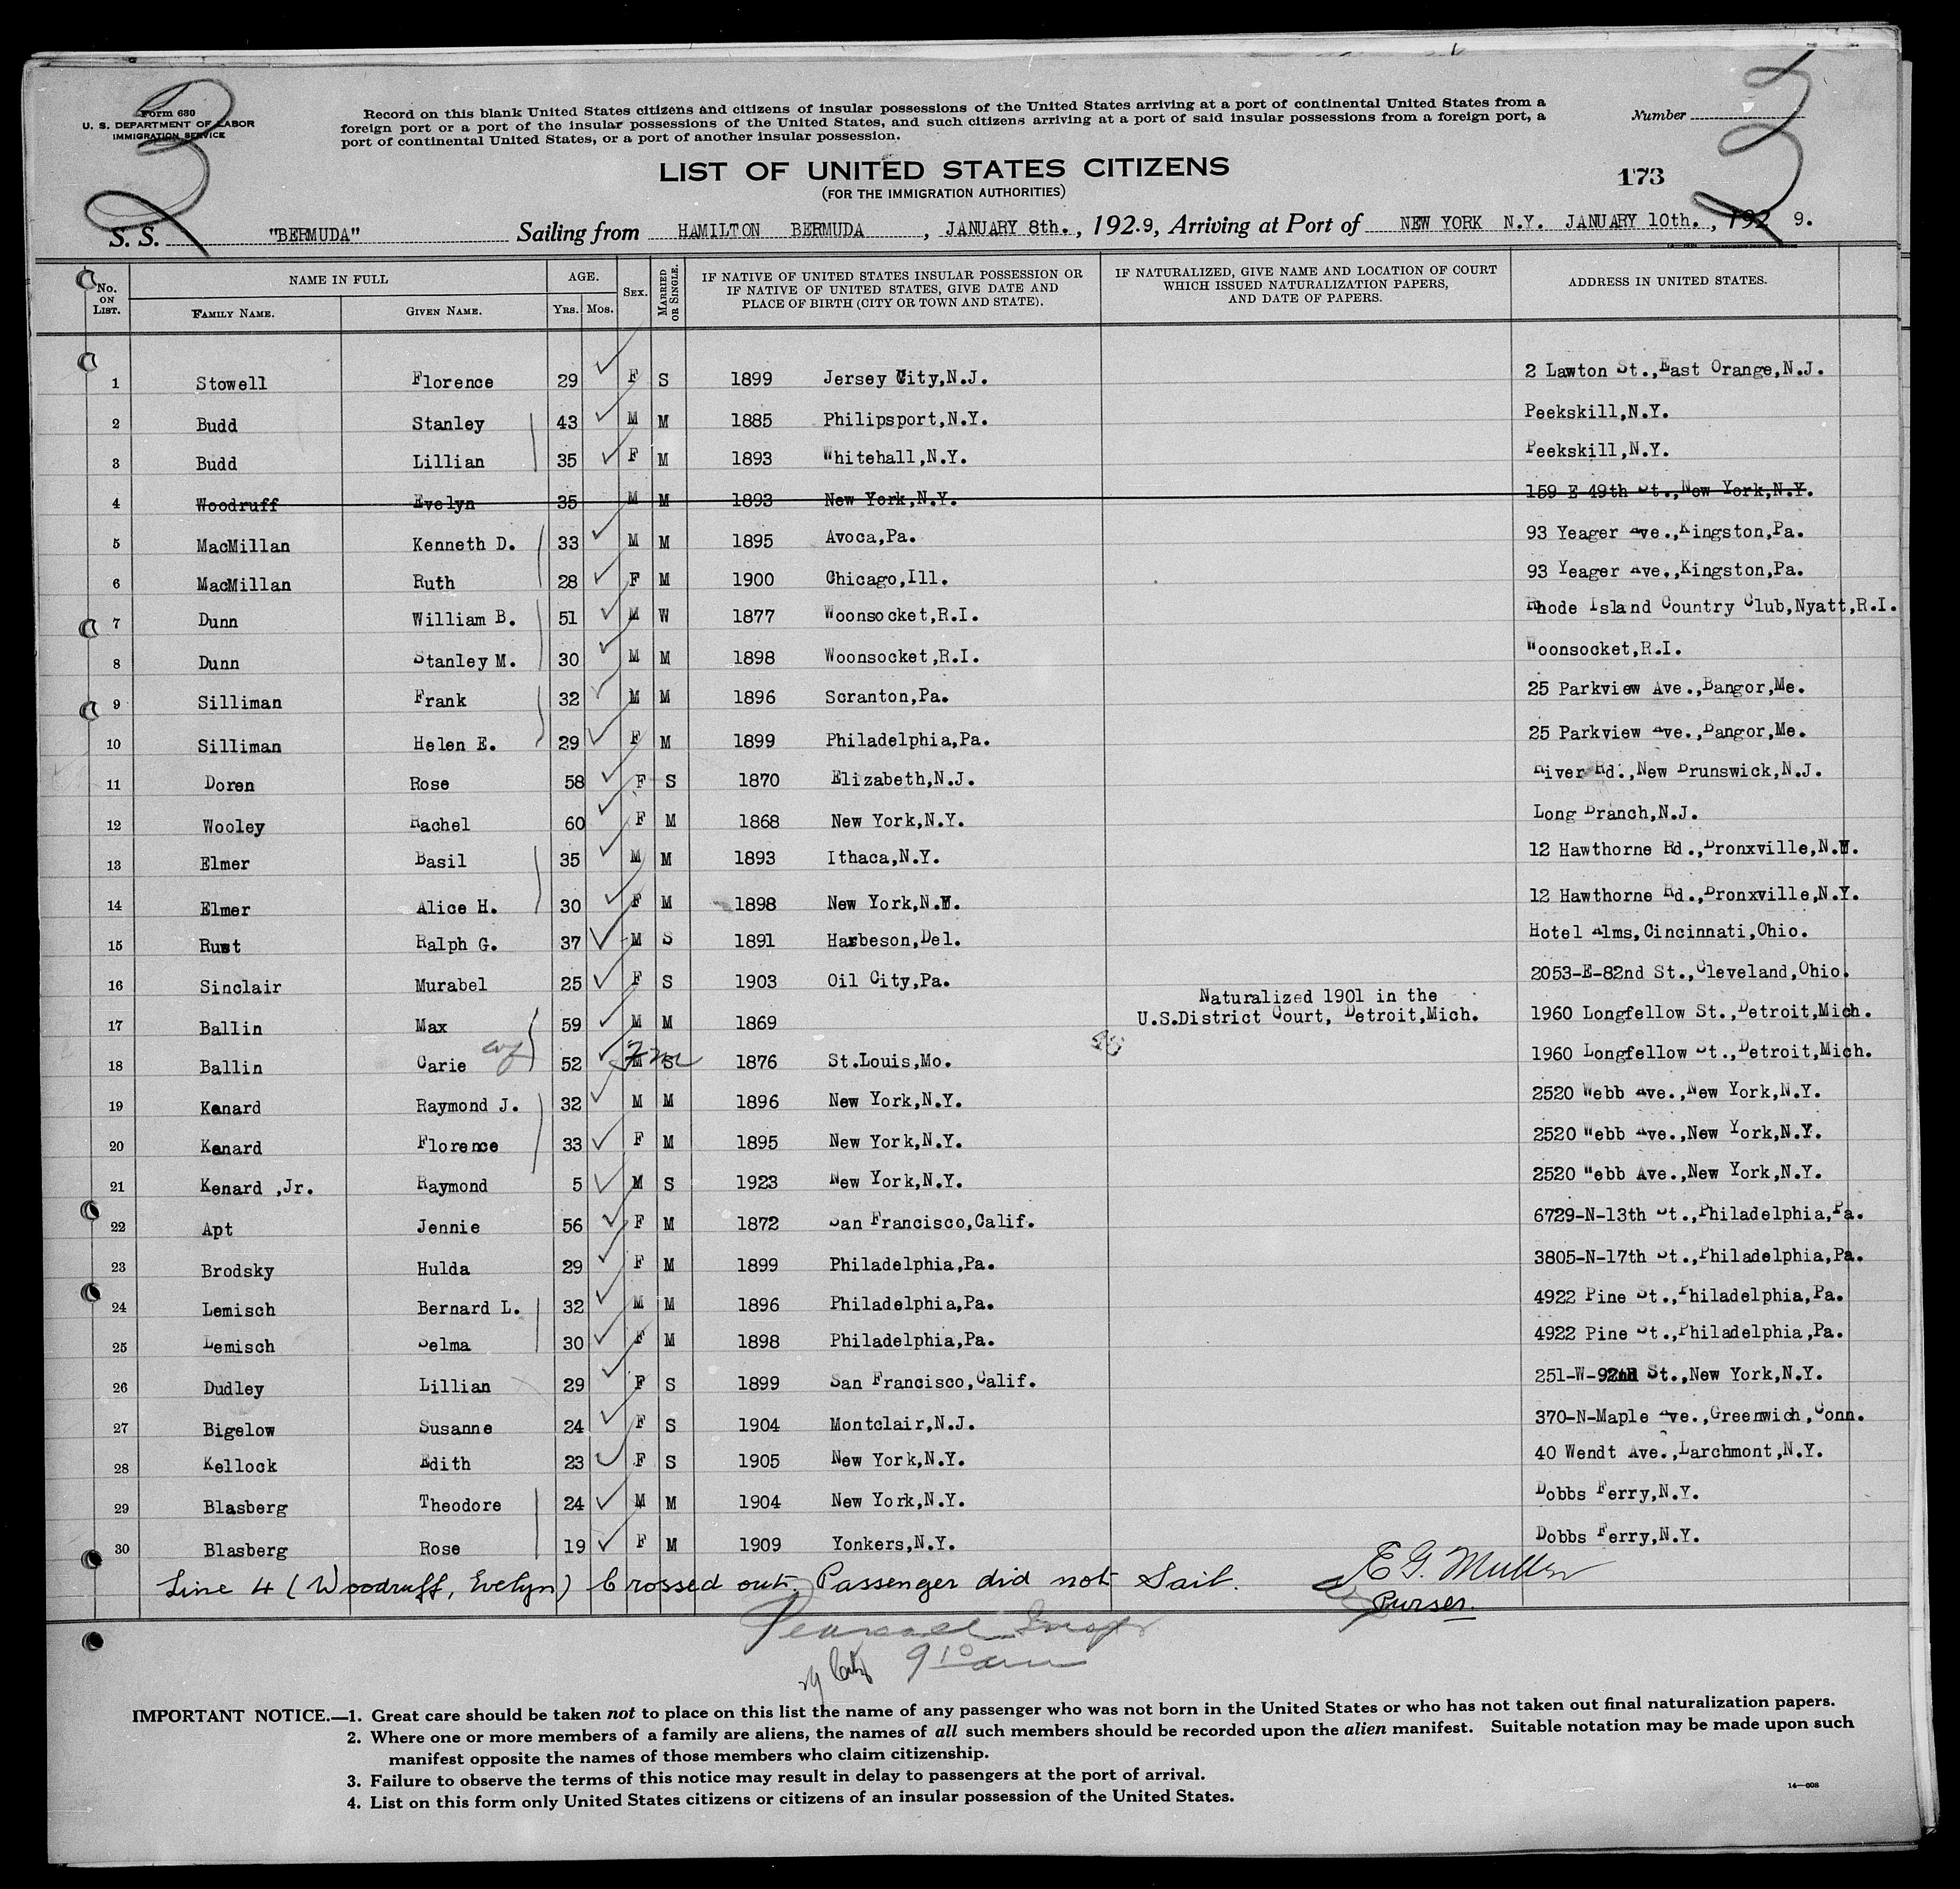 Form 630
U. S. DEPARTMENT OF LABOR
IMMIGRATION SERVICE
Record on this blank United States citizens and citizens of insular possessions of the United States arriving at a port of continental United States from a
foreign port or a port of the insular possessions of the United States, and such citizens arriving at a port of said insular possessions from a foreign port, a
port of continental United States, or a port of another insular possession.
Number
3 3
LIST OF UNITED STATES CITIZENS
(FOR THE IMMIGRATION AUTHORITIES)
173
S. S. "BERMUDA" Sailing from HAMILTON BERMUDA, JANUARY 8th., 192.9, Arriving at Port of NEW YORK N.Y. JANUARY 10th., 192 9.
No. ON LIST. NAME IN FULL FAMILY NAME. GIVEN NAME. AGE. YRS. MOS. SEX. MARRIED OR SINGLE. IF NATIVE OF UNITED STATES INSULAR POSSESSION OR IF NATIVE OF UNITED STATES, GIVE DATE AND PLACE OF BIRTH (CITY OR TOWN AND STATE). IF NATURALIZED, GIVE NAME AND LOCATION OF COURT WHICH ISSUED NATURALIZATION PAPERS, AND DATE OF PAPERS. ADDRESS IN UNITED STATES.
1 Stowell Florence 29 F S 1899 Jersey City,N.J. 2 Lawton St.,East Orange,N.J.
2 Budd Stanley 43 M M 1885 Philipsport,N.Y. Peekskill,N.Y.
3 Budd Lillian 35 F M 1893 Whitehall,N.Y. Peekskill,N.Y.
4 Woodruff Evelyn 35 M M 1893 New York,N.Y. 159 E 49th St.,New York,N.Y.
5 MacMillan Kenneth D. 33 M M 1895 Avoca,Pa. 93 Yeager Ave.,Kingston,Pa.
6 MacMillan Ruth 28 F M 1900 Chicago,Ill. 93 Yeager Ave.,Kingston,Pa.
7 Dunn William B. 51 M W 1877 Woonsocket,R.I. Rhode Island Country Club,Nyatt,R.I.
8 Dunn Stanley M. 30 M M 1898 Woonsocket,R.I. Woonsocket,R.I.
9 Silliman Frank 32 M M 1896 Scranton,Pa. 25 Parkview Ave.,Bangor,Me.
10 Silliman Helen E. 29 F M 1899 Philadelphia,Pa. 25 Parkview Ave.,Bangor,Me.
11 Doren Rose 58 F S 1870 Elizabeth,N.J. River Rd.,New Brunswick,N.J.
12 Wooley Rachel 60 F M 1868 New York,N.Y. Long Branch,N.J.
13 Elmer Basil 35 M M 1893 Ithaca,N.Y. 12 Hawthorne Rd.,Bronxville,N.Y.
14 Elmer Alice H. 30 F M 1898 New York,N.Y. 12 Hawthorne Rd.,Bronxville,N.Y.
15 Rust Ralph G. 37 M S 1891 Harbeson,Del. Hotel Alms,Cincinnati,Ohio.
16 Sinclair Murabel 25 F S 1903 Oil City,Pa. 2053-E-82nd St.,Cleveland,Ohio.
17 Ballin Max 59 M M 1869 Naturalized 1901 in the U.S.District Court, Detroit,Mich. 1960 Longfellow St.,Detroit,Mich.
18 Ballin Carie wf 52 F m 1876 St.Louis,Mo. 1960 Longfellow St.,Detroit,Mich.
19 Kenard Raymond J. 32 M M 1896 New York,N.Y. 2520 Webb Ave.,New York,N.Y.
20 Kenard Florence 33 F M 1895 New York,N.Y. 2520 Webb Ave.,New York,N.Y.
21 Kenard ,Jr. Raymond 5 M S 1923 New York,N.Y. 2520 Webb Ave.,New York,N.Y.
22 Apt Jennie 56 F M 1872 San Francisco,Calif. 6729-N-13th St.,Philadelphia,Pa.
23 Brodsky Hulda 29 F M 1899 Philadelphia,Pa. 3805-N-17th St.,Philadelphia,Pa.
24 Lemisch Bernard L. 32 M M 1896 Philadelphia,Pa. 4922 Pine St.,Philadelphia,Pa.
25 Lemisch Selma 30 F M 1898 Philadelphia,Pa. 4922 Pine St.,Philadelphia,Pa.
26 Dudley Lillian 29 F S 1899 San Francisco,Calif. 251-W-92nd St.,New York,N.Y.
27 Bigelow Susanne 24 F S 1904 Montclair,N.J. 370-N-Maple Ave.,Greenwich,Conn.
28 Kellock Edith 23 F S 1905 New York,N.Y. 40 Wendt Ave.,Larchmont,N.Y.
29 Blasberg Theodore 24 M M 1904 New York,N.Y. Dobbs Ferry,N.Y.
30 Blasberg Rose 19 F M 1909 Yonkers,N.Y. Dobbs Ferry,N.Y.
Line 4 (Woodruff, Evelyn) Crossed out. Passenger did not Sail. E G. Muller
Purser.
9 10 am
IMPORTANT NOTICE.—1. Great care should be taken not to place on this list the name of any passenger who was not born in the United States or who has not taken out final naturalization papers.
2. Where one or more members of a family are aliens, the names of all such members should be recorded upon the alien manifest. Suitable notation may be made upon such
manifest opposite the names of those members who claim citizenship.
3. Failure to observe the terms of this notice may result in delay to passengers at the port of arrival.
4. List on this form only United States citizens or citizens of an insular possession of the United States.
14—608